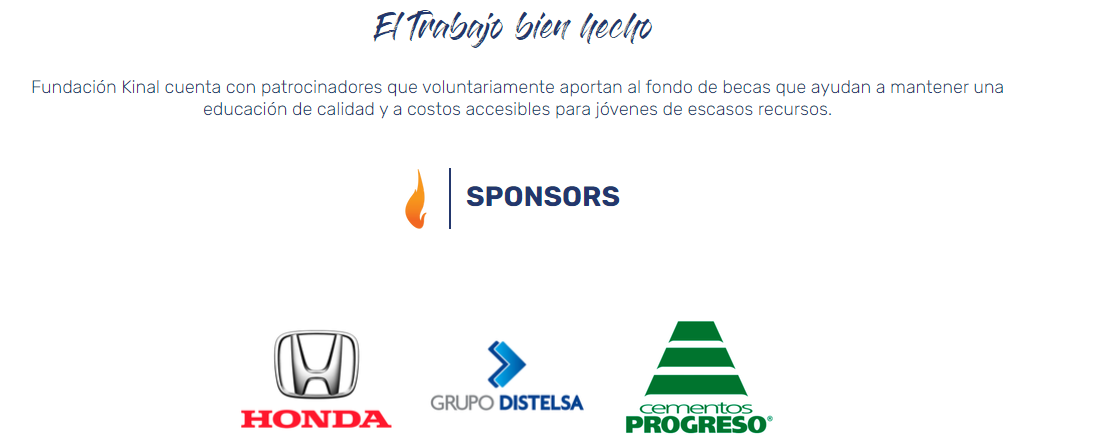 El Trabajo bien hecho
Fundación Kinal cuenta con patrocinadores que voluntariamente aportan al fondo de becas que ayudan a mantener una
educación de calidad y a costos accesibles para jóvenes de escasos recursos.
SPONSORS
HONDA
GRUPO DISTELSA
cementos
PROGRESO®